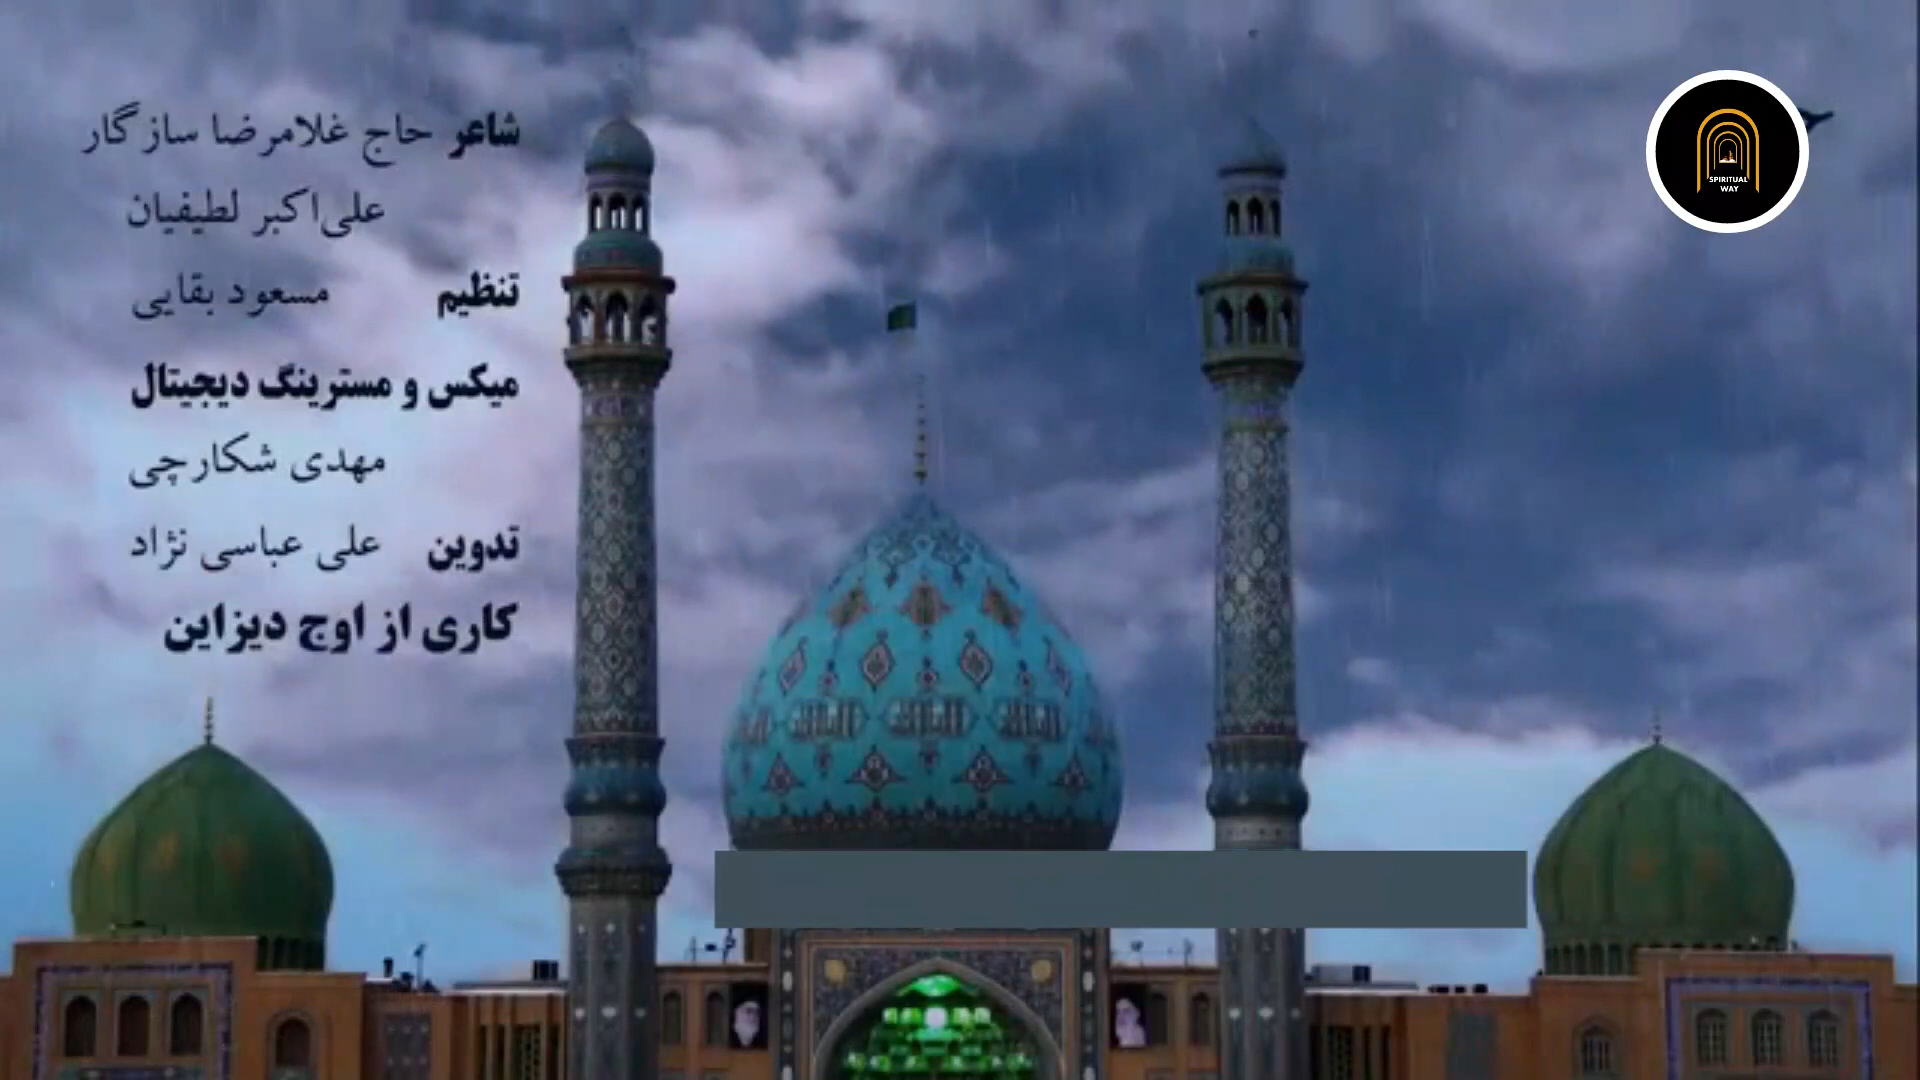 شاعر حاج غلامرضا سازگار
علی‌اکبر لطیفیان
تنظیم مسعود بقایی
میکس و مسترینگ دیجیتال
مهدی شکارچی
تدوین علی عباسی نژاد
کاری از اوج دیزاین
SPIRITUAL
WAY